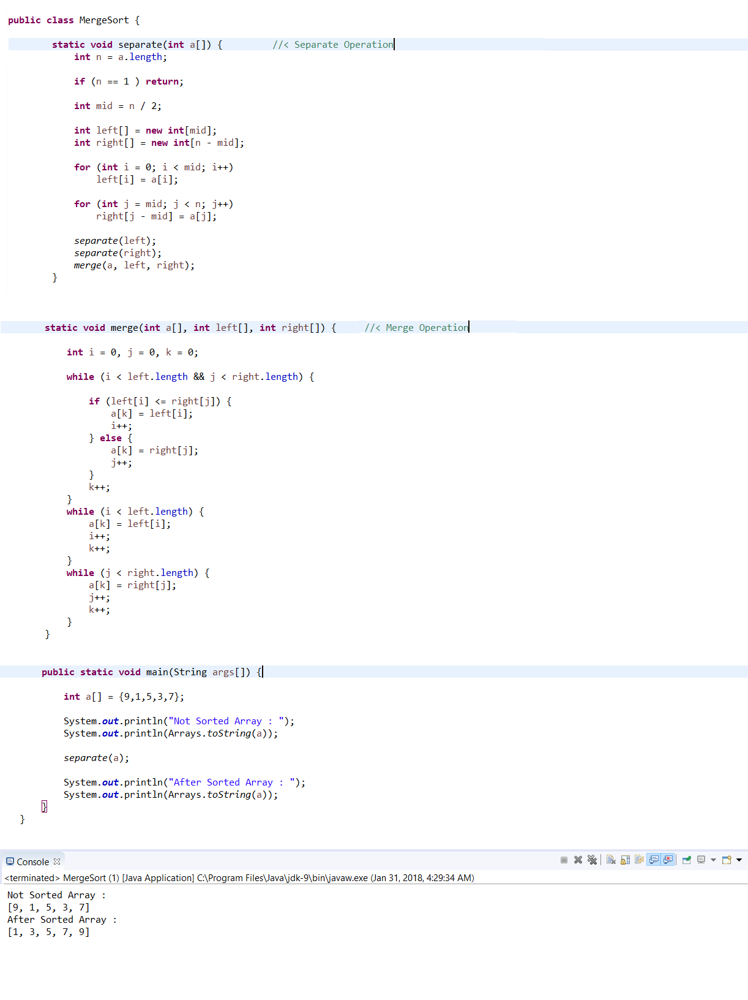 public class MergeSort {
static void separate(int a[]) { //< Separate Operation
int n = a.length;
if (n == 1 ) return;
int mid = n / 2;
int left[] = new int[mid];
int right[] = new int[n - mid];
for (int i = 0; i < mid; i++)
left[i] = a[i];
for (int j = mid; j < n; j++)
right[j - mid] = a[j];
separate(left);
separate(right);
merge(a, left, right);
}
static void merge(int a[], int left[], int right[]) { //< Merge Operation
int i = 0, j = 0, k = 0;
while (i < left.length && j < right.length) {
if (left[i] <= right[j]) {
a[k] = left[i];
i++;
} else {
a[k] = right[j];
j++;
}
k++;
}
while (i < left.length) {
a[k] = left[i];
i++;
k++;
}
while (j < right.length) {
a[k] = right[j];
j++;
k++;
}
}
public static void main(String args[]) {
int a[] = {9,1,5,3,7};
System.out.println("Not Sorted Array : ");
System.out.println(Arrays.toString(a));
separate(a);
System.out.println("After Sorted Array : ");
System.out.println(Arrays.toString(a));
}
}
Console
<terminated> MergeSort (1) [Java Application] C:\Program Files\Java\jdk-9\bin\javaw.exe (Jan 31, 2018, 4:29:34 AM)
Not Sorted Array :
[9, 1, 5, 3, 7]
After Sorted Array :
[1, 3, 5, 7, 9]